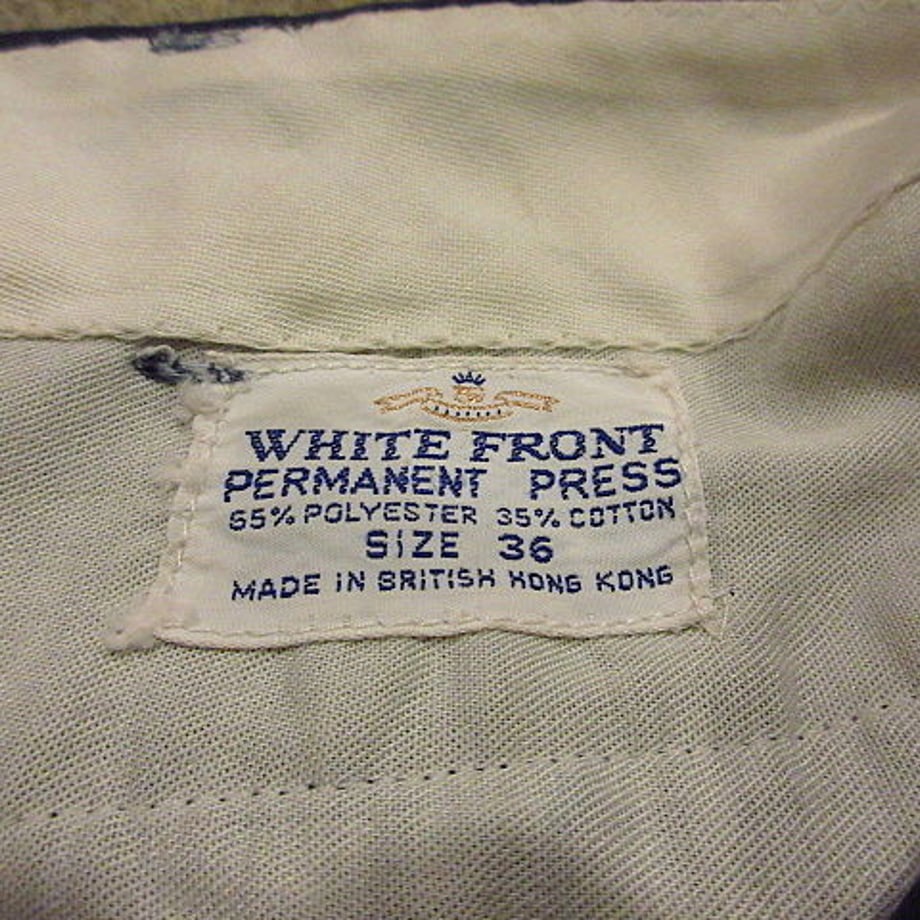 WHITE FRONT
PERMANENT PRESS
65% POLYESTER 35% COTTON
SIZE 36
MADE IN BRITISH HONG KONG